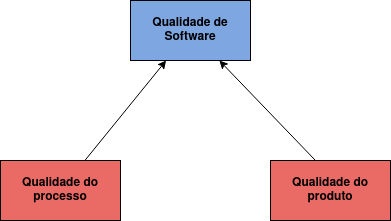 Qualidade de
Software
Qualidade do
processo
Qualidade do
produto